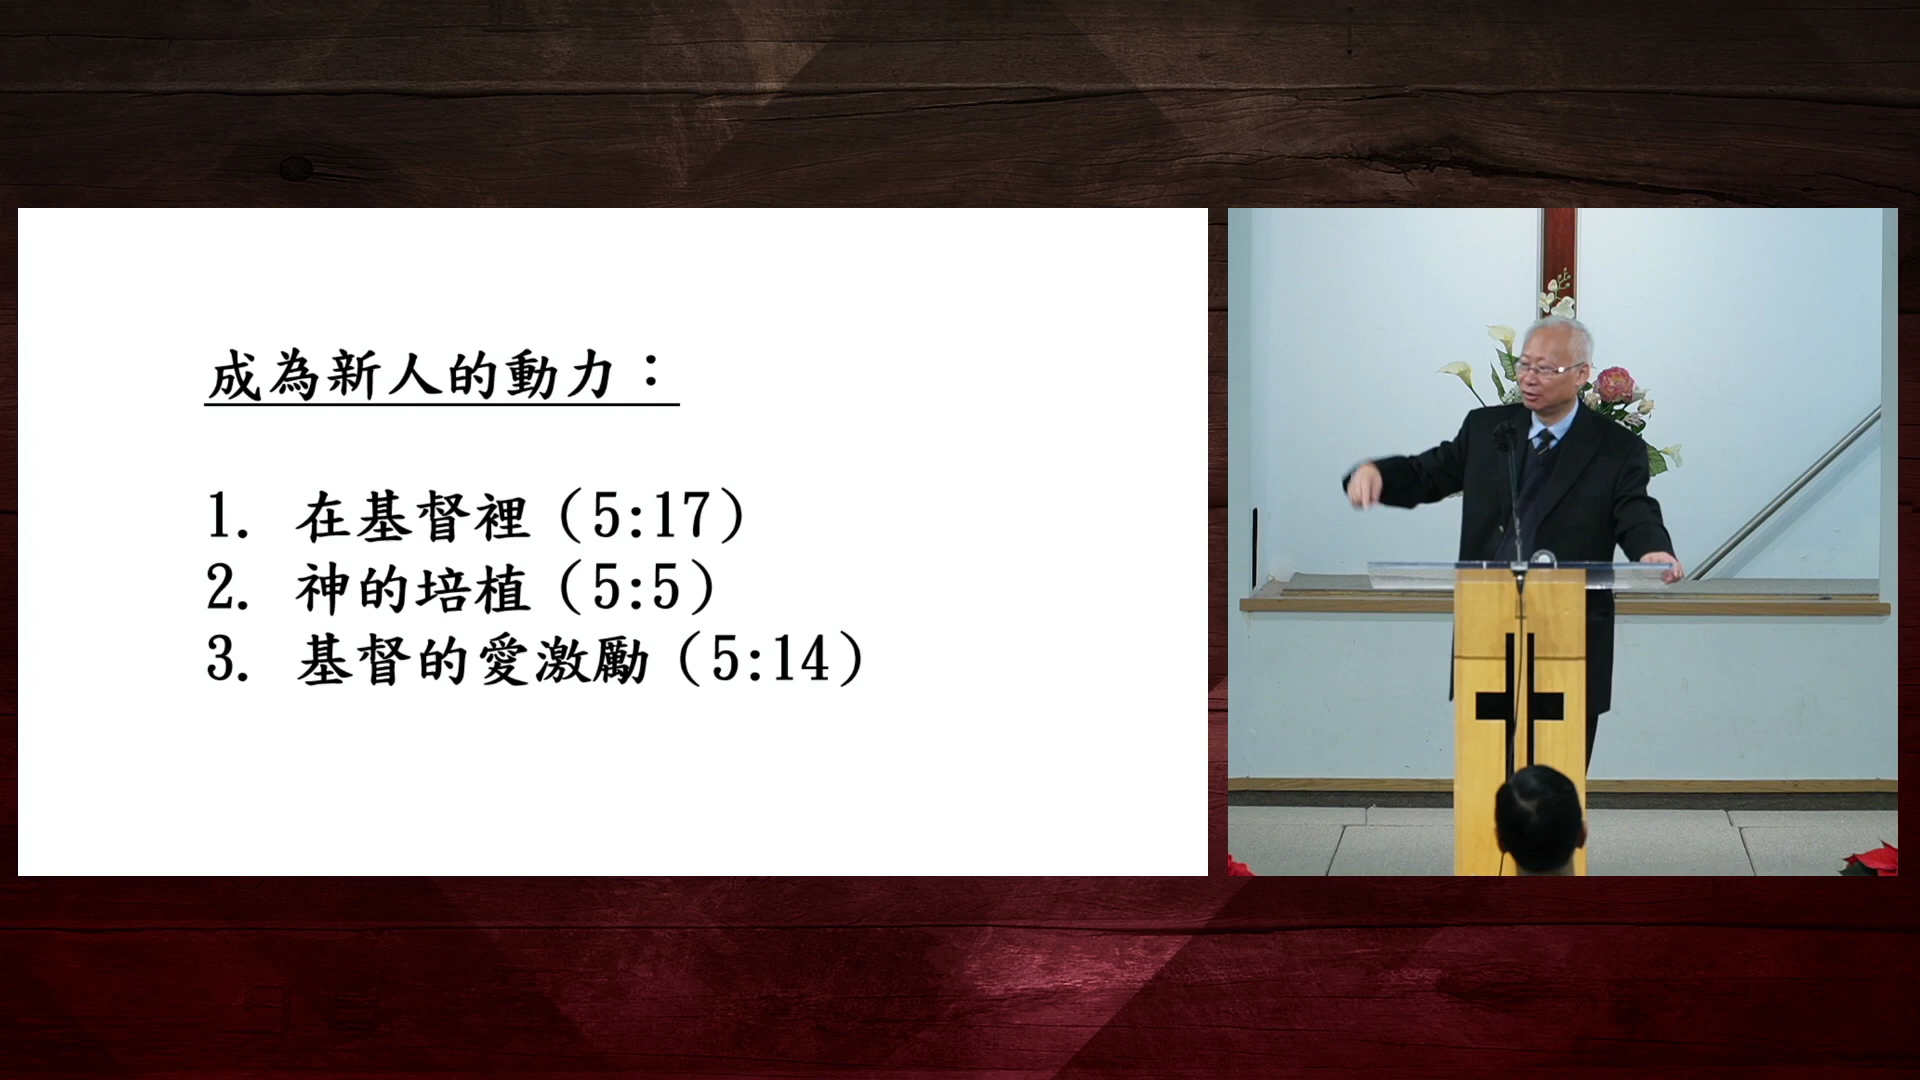 成為新人的動力：
1. 在基督裡（5:17）
2. 神的培植（5:5）
3. 基督的愛激勵（5:14）